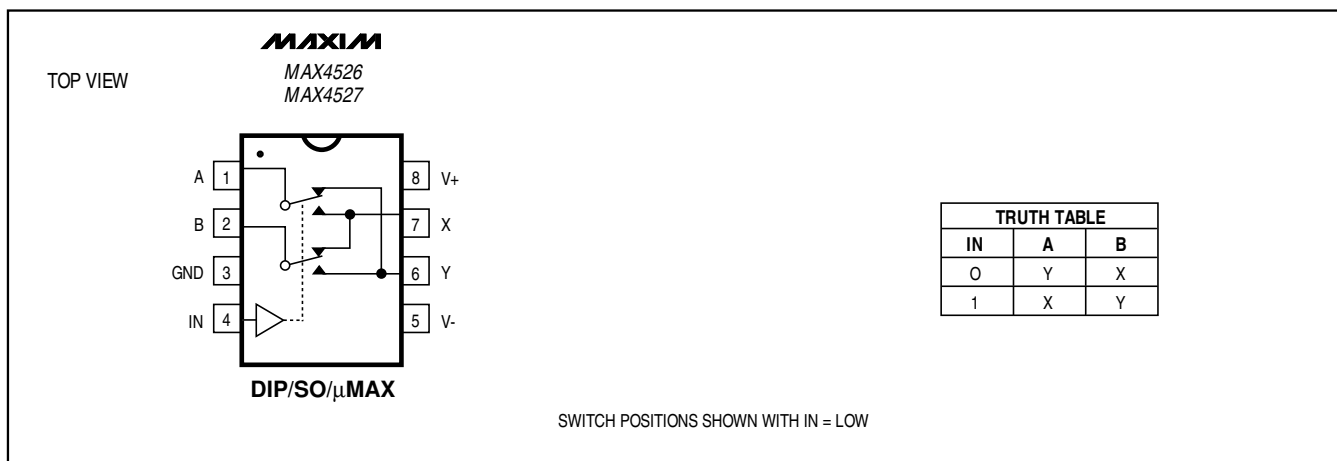 MAXIM
TOP VIEW
MAX4526
MAX4527
A 1
B 2
GND 3
IN 4
8 V+
7 X
6 Y
5 V-
DIP/SO/μMAX
TRUTH TABLE
IN A B
O Y X
1 X Y
SWITCH POSITIONS SHOWN WITH IN = LOW